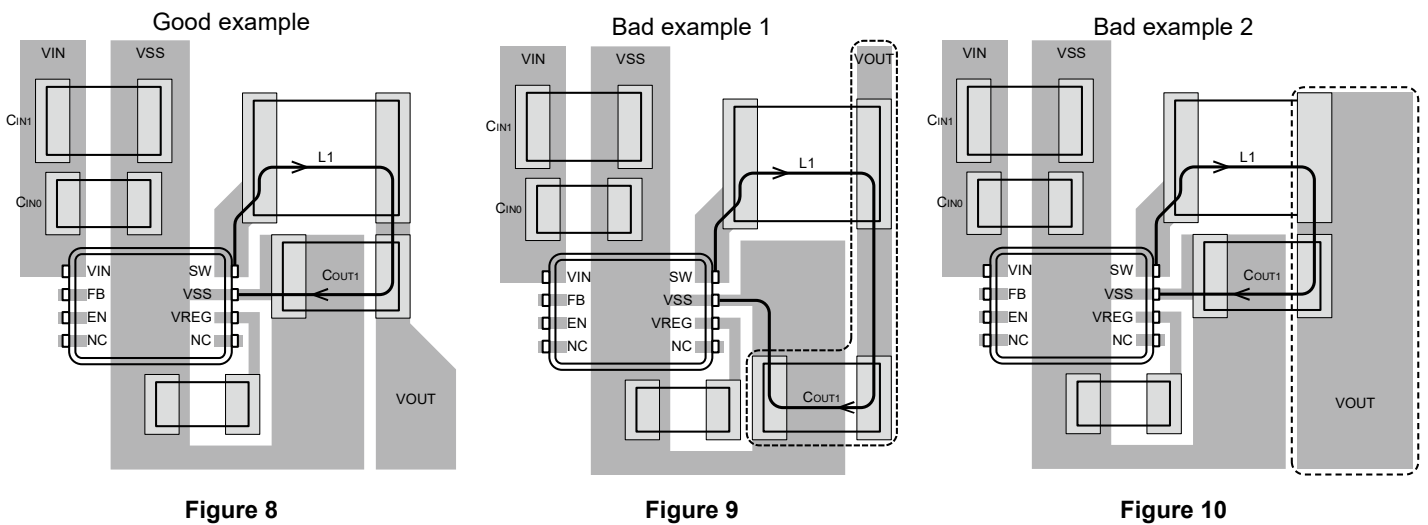 Good example
VIN
VSS
CIN1
L1
CIN0
VIN
SW
COUT1
FB
VSS
EN
VREG
NC
NC
VOUT
Figure 8
Bad example 1
VIN
VSS
VOUT
CIN1
L1
CIN0
VIN
SW
FB
VSS
EN
VREG
NC
NC
COUT1
Figure 9
Bad example 2
VIN
VSS
CIN1
L1
CIN0
VIN
SW
COUT1
FB
VSS
EN
VREG
NC
NC
VOUT
Figure 10